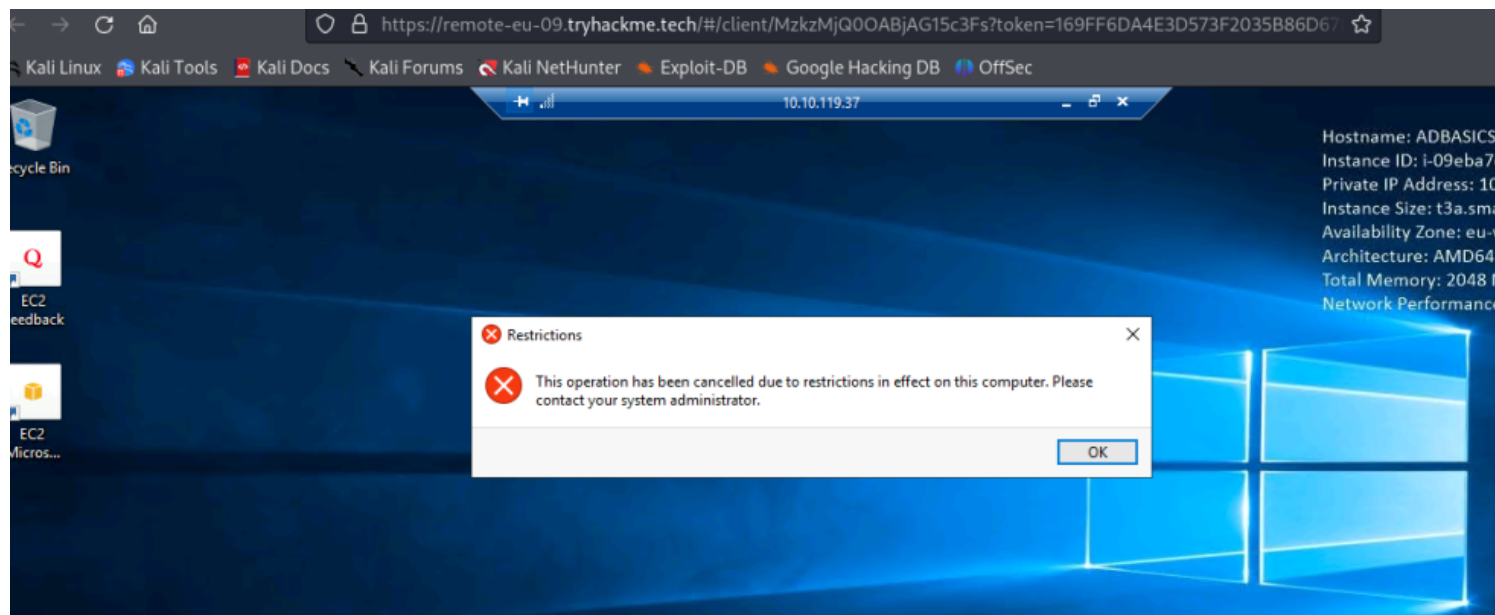 https://remote-eu-09.tryhackme.tech/#/client/MzkzMjQ0OABjAG15c3Fs?token=169FF6DA4E3D573F2035B86D67
Kali Linux Kali Tools Kali Docs Kali Forums Kali NetHunter Exploit-DB Google Hacking DB OffSec
10.10.119.37
Hostname: ADBASICS
Instance ID: i-09eba7
Private IP Address: 10
Instance Size: t3a.sma
Availability Zone: eu-
Architecture: AMD64
Total Memory: 2048
Network Performance
ecycle Bin
EC2
eedback
EC2
Micros...
Restrictions
This operation has been cancelled due to restrictions in effect on this computer. Please
contact your system administrator.
OK